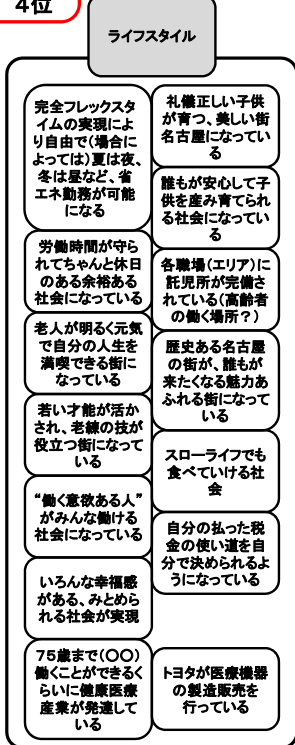 4位
ライフスタイル
完全フレックスタ
イムの実現によ
り自由で(場合に
よっては)夏は夜、
冬は昼など、省
エネ勤務が可能
になる
労働時間が守ら
れてちゃんと休日
のある余裕ある
社会になっている
老人が明るく元気
で自分の人生を
満喫できる街に
なっている
若い才能が活か
され、老練の技が
役立つ街になって
いる
“働く意欲ある人”
がみんな働ける
社会になっている
いろんな幸福感
がある、みとめら
れる社会が実現
75歳まで(〇〇)
働くことができるく
らいに健康医療
産業が発達して
いる
礼儀正しい子供
が育つ、美しい街
名古屋になってい
る
誰もが安心して子
供を産み育てられ
る社会になってい
る
各職場(エリア)に
託児所が完備さ
れている(高齢者
の働く場所?)
歴史ある名古屋
の街が、誰もが
来たくなる魅力あ
ふれる街になって
いる
スローライフでも
食べていける社
会
自分の払った税
金の使い道を自
分で決められるよ
うになっている
トヨタが医療機器
の製造販売を
行っている